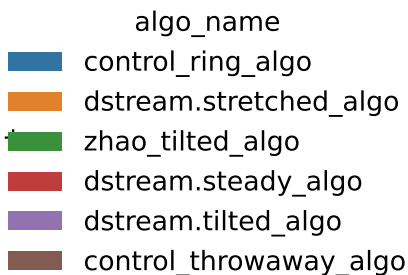 algo_name
control_ring_algo
dstream.stretched_algo
zhao_tilted_algo
dstream.steady_algo
dstream.tilted_algo
control_throwaway_algo